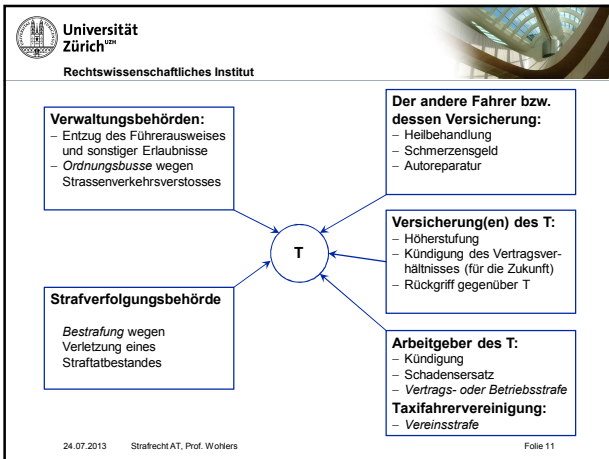 Universität
Zürich UZH
Rechtswissenschaftliches Institut
Verwaltungsbehörden:
– Entzug des Führerausweises
und sonstiger Erlaubnisse
– Ordnungsbusse wegen
Strassenverkehrsverstosses
Der andere Fahrer bzw.
dessen Versicherung:
– Heilbehandlung
– Schmerzensgeld
– Autoreparatur
T
Versicherung(en) des T:
– Höherstufung
– Kündigung des Vertragsver-
hältnisses (für die Zukunft)
– Rückgriff gegenüber T
Strafverfolgungsbehörde
Bestrafung wegen
Verletzung eines
Straftatbestandes
Arbeitgeber des T:
– Kündigung
– Schadensersatz
– Vertrags- oder Betriebsstrafe
Taxifahrervereinigung:
– Vereinsstrafe
24.07.2013 Strafrecht AT, Prof. Wohlers Folie 11